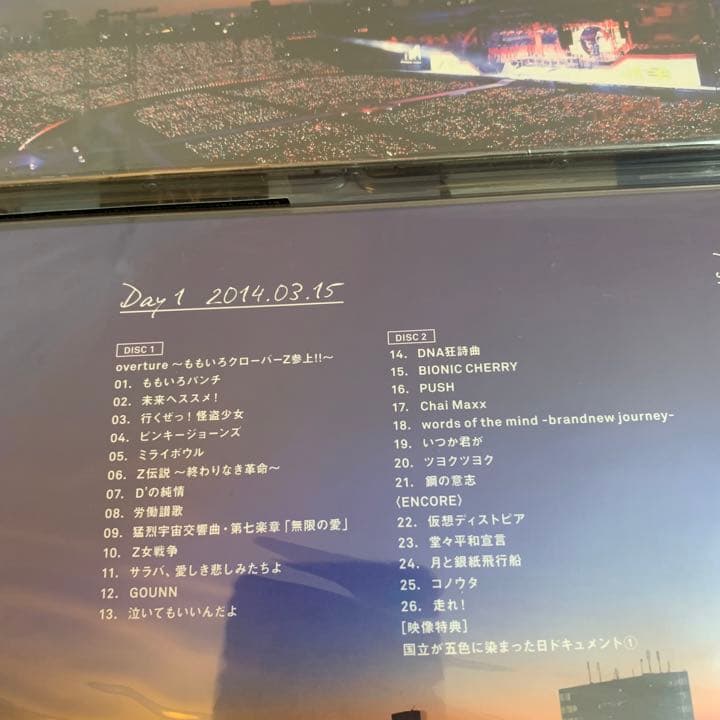 Day 1 2014.03.15
DISC 1
overture 〜ももいろクローバーZ参上!!〜
01. ももいろパンチ
02. 未来へススメ!
03. 行くぜっ!怪盗少女
04. ピンキージョーンズ
05. ミライボウル
06. Z伝説 〜終わりなき革命〜
07. D'の純情
08. 労働讃歌
09. 猛烈宇宙交響曲・第七楽章「無限の愛」
10. Z女戦争
11. サラバ、愛しき悲しみたちよ
12. GOUNN
13. 泣いてもいいんだよ
DISC 2
14. DNA狂詩曲
15. BIONIC CHERRY
16. PUSH
17. Chai Maxx
18. words of the mind -brandnew journey-
19. いつか君が
20. ツヨクツヨク
21. 鋼の意志
〈ENCORE〉
22. 仮想ディストピア
23. 堂々平和宣言
24. 月と銀紙飛行船
25. コノウタ
26. 走れ!
[映像特典]
国立が五色に染まった日ドキュメント①